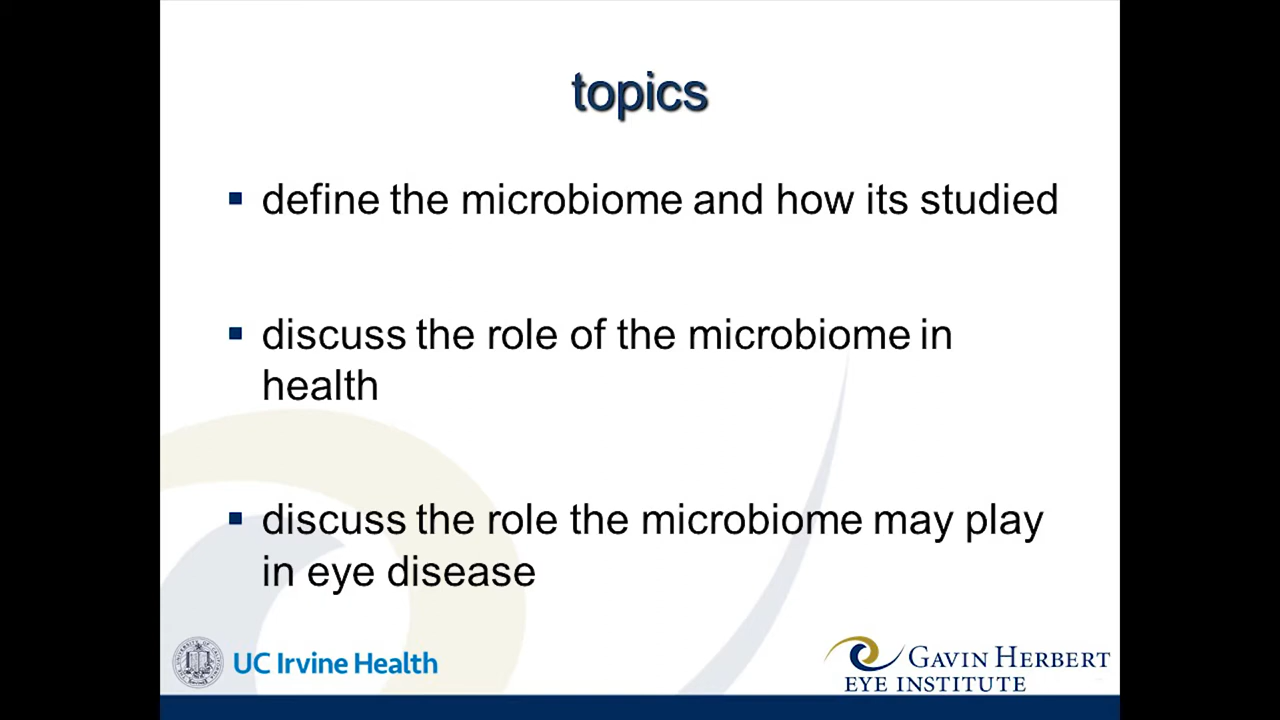 topics
define the microbiome and how its studied
discuss the role of the microbiome in
health
discuss the role the microbiome may play
in eye disease
UC Irvine Health
GAVIN HERBERT
EYE INSTITUTE